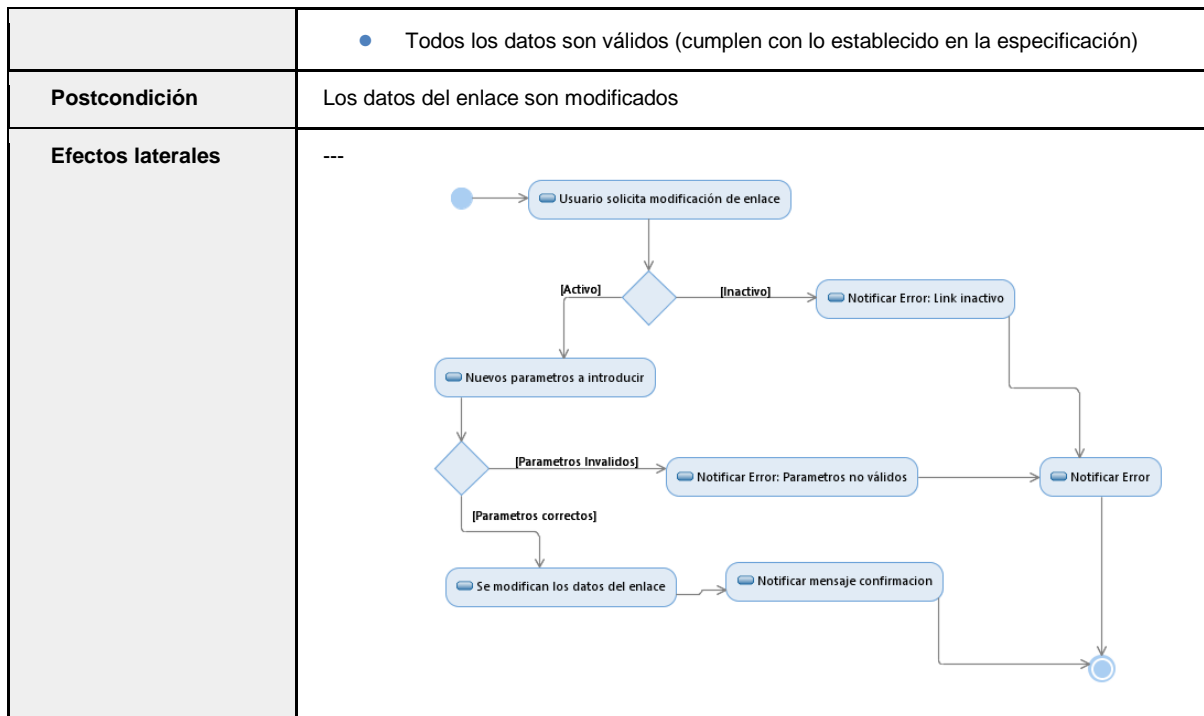 Todos los datos son válidos (cumplen con lo establecido en la especificación)
Postcondición
Los datos del enlace son modificados
Efectos laterales
---
Usuario solicita modificación de enlace
[Activo]
[Inactivo]
Notificar Error: Link inactivo
Nuevos parametros a introducir
[Parametros Invalidos]
Notificar Error: Parametros no válidos
Notificar Error
[Parametros correctos]
Se modifican los datos del enlace
Notificar mensaje confirmacion